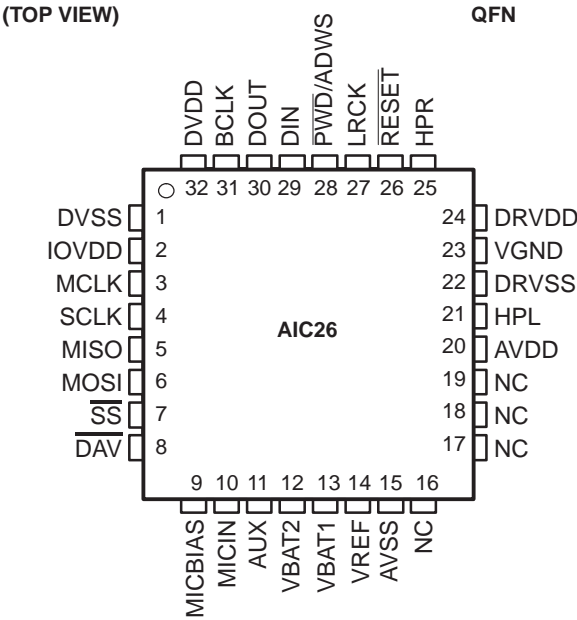 (TOP VIEW)
QFN
DVDD
BCLK
DOUT
DIN
PWD/ADWS
LRCK
RESET
HPR
32 31 30 29 28 27 26 25
DVSS 1
IOVDD 2
MCLK 3
SCLK 4
MISO 5
MOSI 6
SS 7
DAV 8
AIC26
24 DRVDD
23 VGND
22 DRVSS
21 HPL
20 AVDD
19 NC
18 NC
17 NC
9 10 11 12 13 14 15 16
MICBIAS
MICIN
AUX
VBAT2
VBAT1
VREF
AVSS
NC